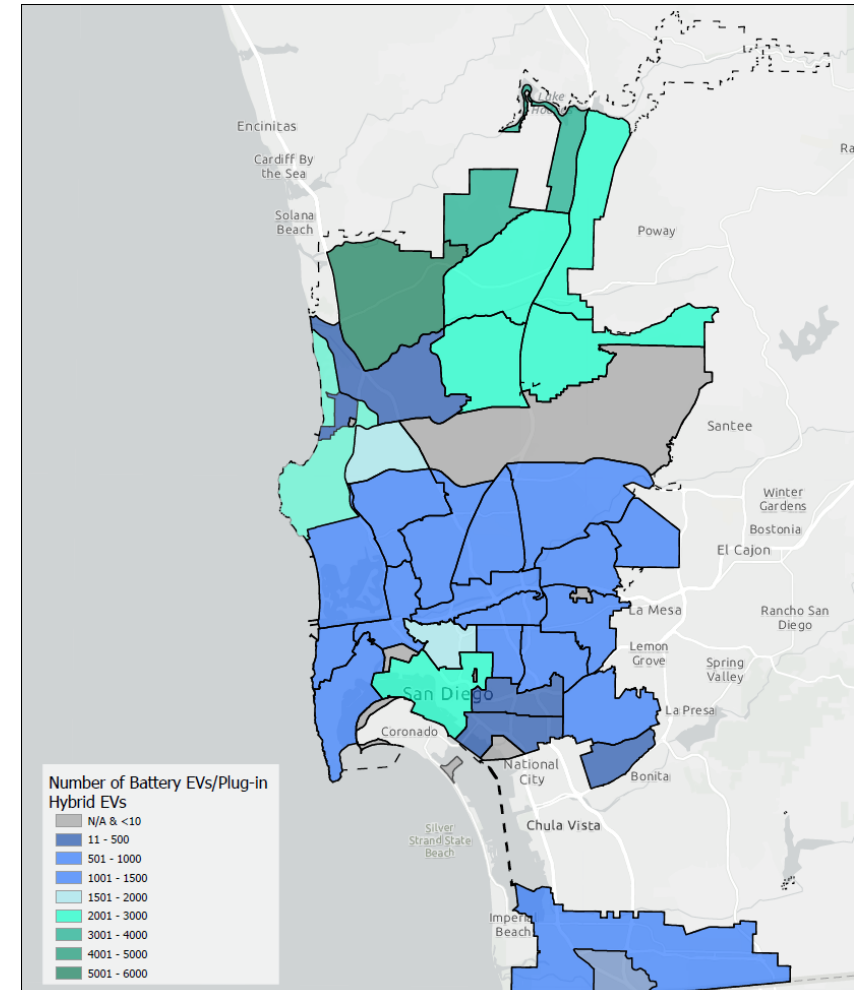 Lake
Ho
Encinitas
Cardiff By
the Sea
Ra
Solana
Beach
Poway
Santee
Winter
Gardens
Bostonia
El Cajon
La Mesa
Rancho San
Diego
Lemon
Grove
Spring
Valley
San Diego
La Presa
Coronado
National
City
Bonita
Chula Vista
Silver
Strand State
Beach
Imperial
Beach
Number of Battery EVs/Plug-in
Hybrid EVs
N/A & <10
11 - 500
501 - 1000
1001 - 1500
1501 - 2000
2001 - 3000
3001 - 4000
4001 - 5000
5001 - 6000